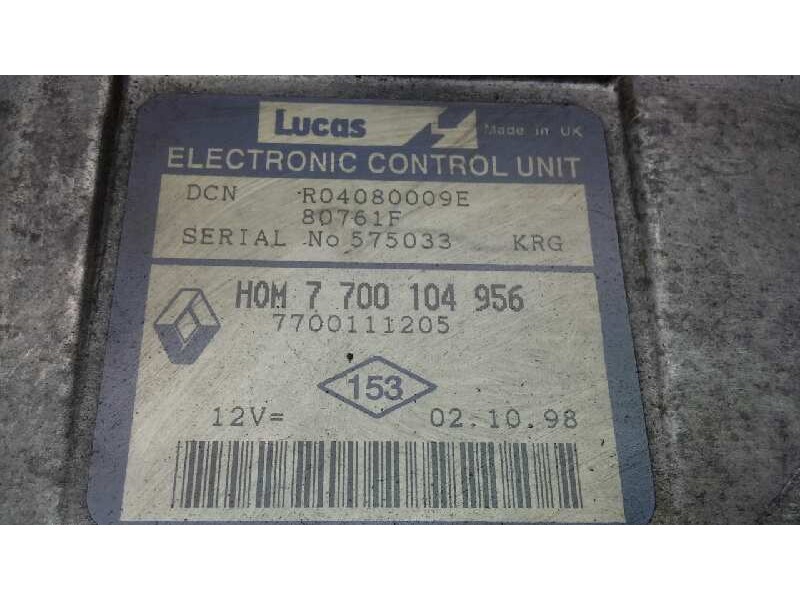 Lucas Made in UK
ELECTRONIC CONTROL UNIT
DCN R04080009E
80761F
SERIAL No 575033 KRG
HOM 7 700 104 956
7700111205
153
12V= 02.10.98